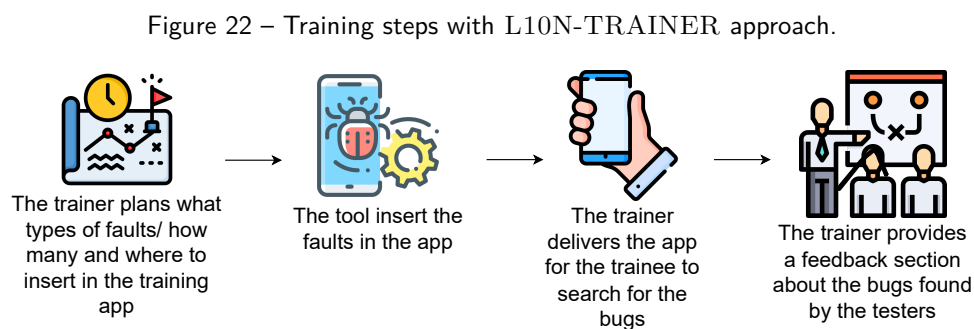 Figure 22 – Training steps with L10N-TRAINER approach.
The trainer plans what
types of faults/ how
many and where to
insert in the training
app
The tool insert the
faults in the app
The trainer
delivers the app
for the trainee to
search for the
bugs
The trainer provides
a feedback section
about the bugs found
by the testers